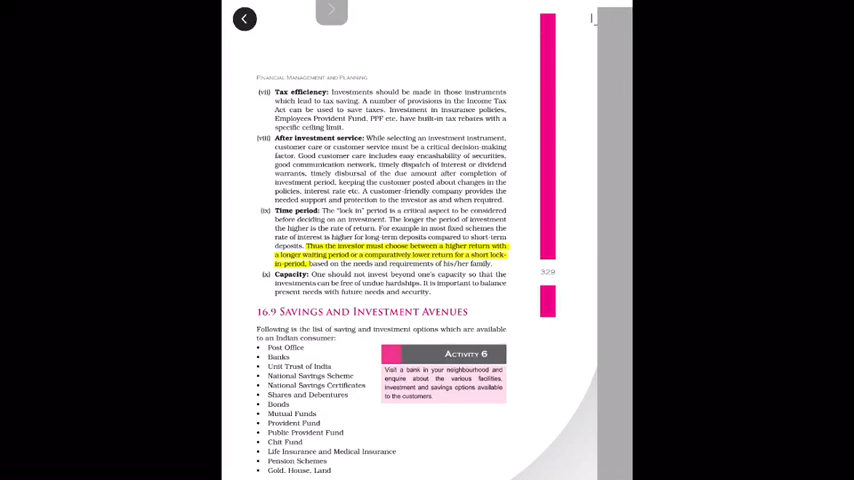 FINANCIAL MANAGEMENT AND PLANNING
(vii) Tax efficiency: Investments should be made in those instruments
which lead to tax saving. A number of provisions in the Income Tax
Act can be used to save taxes. Investment in insurance policies,
Employees Provident Fund, PPF etc. have built-in tax rebates with a
specific ceiling limit.
(viii) After investment service: While selecting an investment instrument,
customer care or customer service must be a critical decision-making
factor. Good customer care includes easy encashability of securities,
good communication network, timely dispatch of interest or dividend
warrants, timely disbursal of the due amount after completion of
investment period, keeping the customer posted about changes in the
policies, interest rate etc. A customer-friendly company provides the
needed support and protection to the investor as and when required.
(ix) Time period: The "lock in" period is a critical aspect to be considered
before deciding on an investment. The longer the period of investment
the higher is the rate of return. For example in most fixed schemes the
rate of interest is higher for long-term deposits compared to short-term
deposits. Thus the investor must choose between a higher return with
a longer waiting period or a comparatively lower return for a short lock-
in-period, based on the needs and requirements of his/her family.
(x) Capacity: One should not invest beyond one's capacity so that the
investments can be free of undue hardships. It is important to balance
present needs with future needs and security.
329
16.9 SAVINGS AND INVESTMENT AVENUES
Following is the list of saving and investment options which are available
to an Indian consumer:
• Post Office
• Banks
• Unit Trust of India
• National Savings Scheme
• National Savings Certificates
• Shares and Debentures
• Bonds
• Mutual Funds
• Provident Fund
• Public Provident Fund
• Chit Fund
• Life Insurance and Medical Insurance
• Pension Schemes
• Gold, House, Land
ACTIVITY 6
Visit a bank in your neighbourhood and
enquire about the various facilities,
investment and savings options available
to the customers.